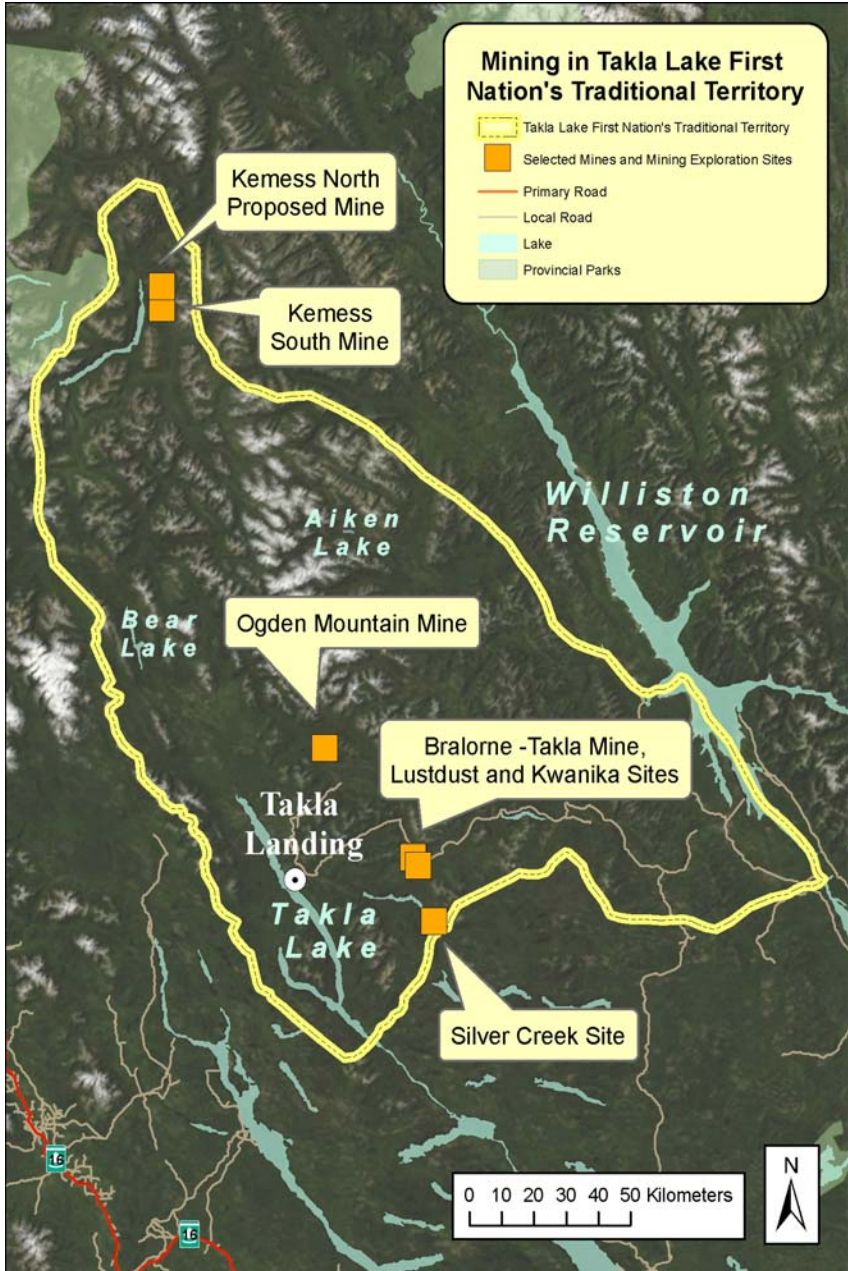 Mining in Takla Lake First
Nation's Traditional Territory
Takla Lake First Nation's Traditional Territory
Selected Mines and Mining Exploration Sites
Primary Road
Local Road
Lake
Provincial Parks
Kemess North
Proposed Mine
Kemess
South Mine
Williston
Reservoir
Aiken
Lake
Bear
Lake
Ogden Mountain Mine
Bralorne -Takla Mine,
Lustdust and Kwanika Sites
Takla
Landing
Takla
Lake
Silver Creek Site
16
16
0 10 20 30 40 50 Kilometers
N